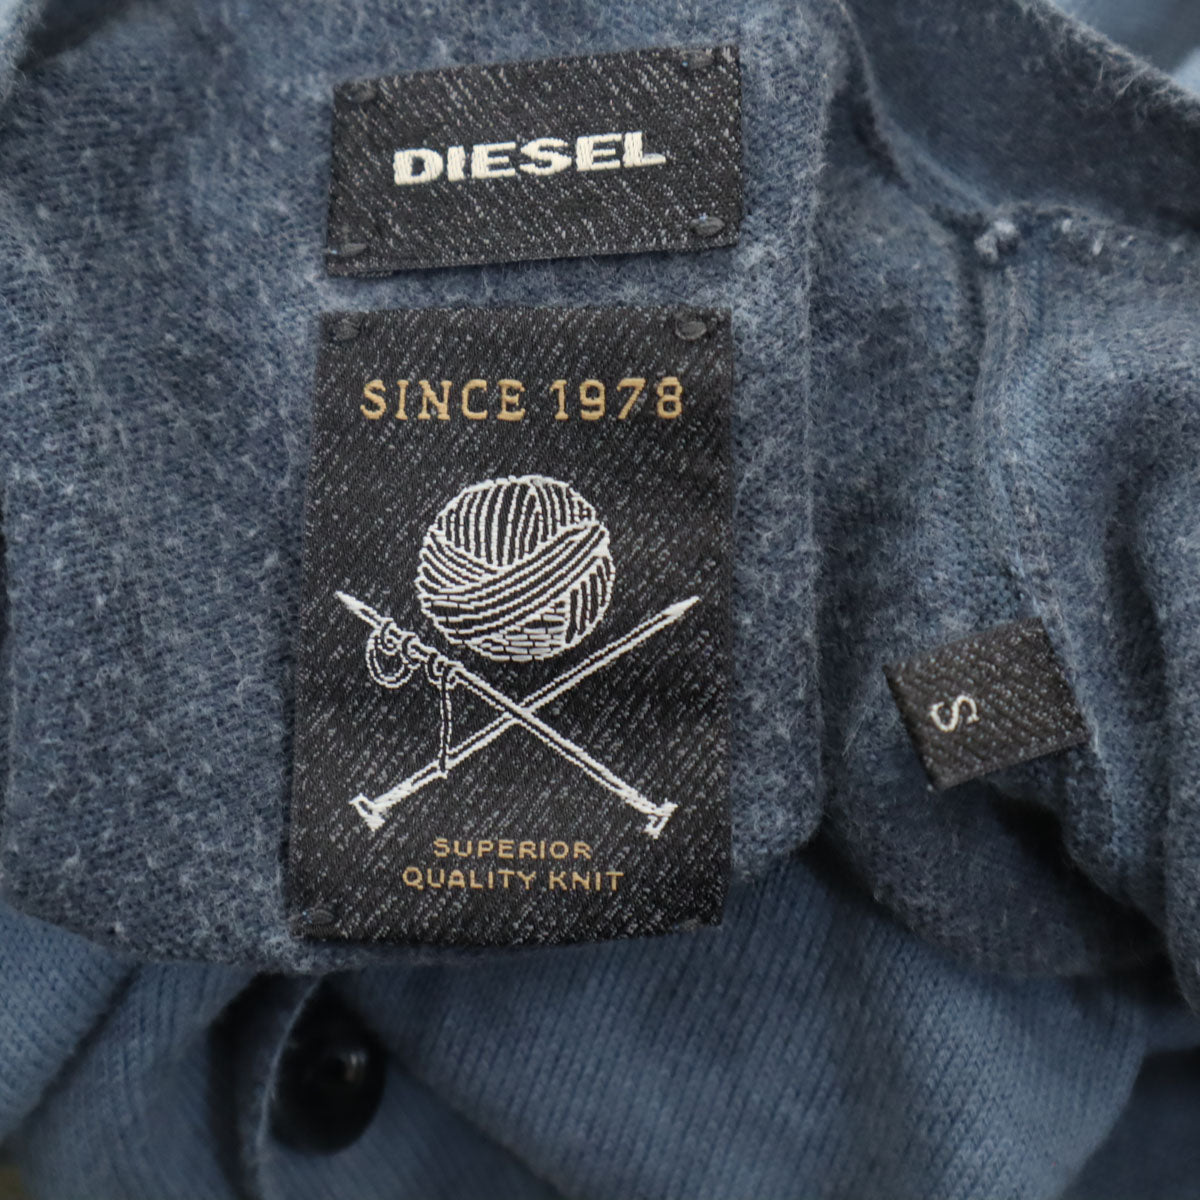 DIESEL
SINCE 1978
SUPERIOR
QUALITY KNIT
S